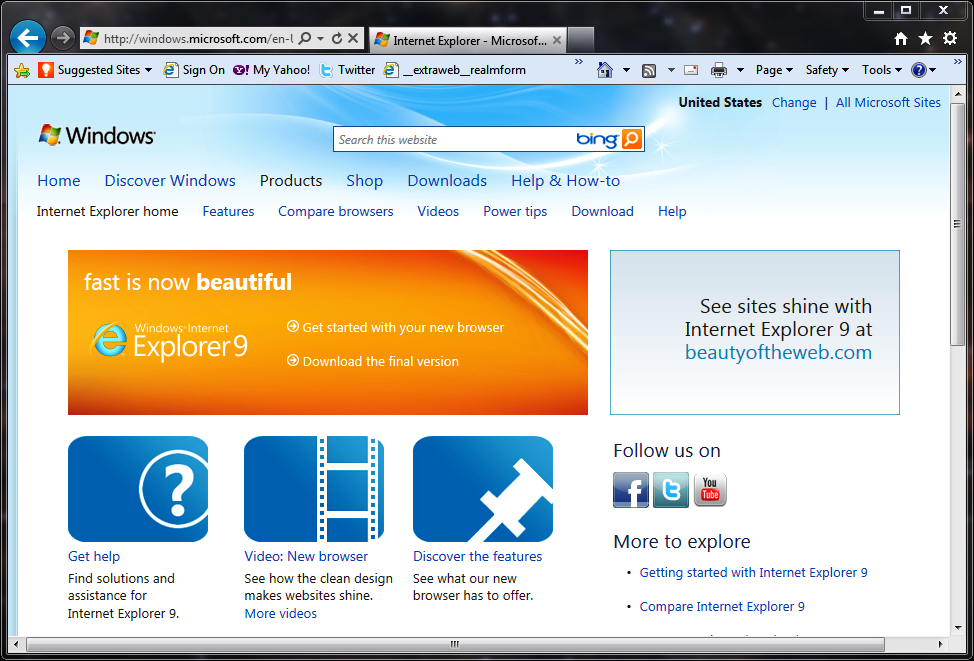 http://windows.microsoft.com/en-l
Internet Explorer - Microsof...
Suggested Sites
Sign On
My Yahoo!
Twitter
__extraweb__realmform
Page
Safety
Tools
United States Change | All Microsoft Sites
Windows
Search this website
bing
Home Discover Windows Products Shop Downloads Help & How-to
Internet Explorer home Features Compare browsers Videos Power tips Download Help
fast is now beautiful
Windows Internet
Explorer 9
Get started with your new browser
Download the final version
See sites shine with
Internet Explorer 9 at
beautyoftheweb.com
Get help
Find solutions and
assistance for
Internet Explorer 9.
Video: New browser
See how the clean design
makes websites shine.
More videos
Discover the features
See what our new
browser has to offer.
Follow us on
f
t
You
Tube
More to explore
• Getting started with Internet Explorer 9
• Compare Internet Explorer 9